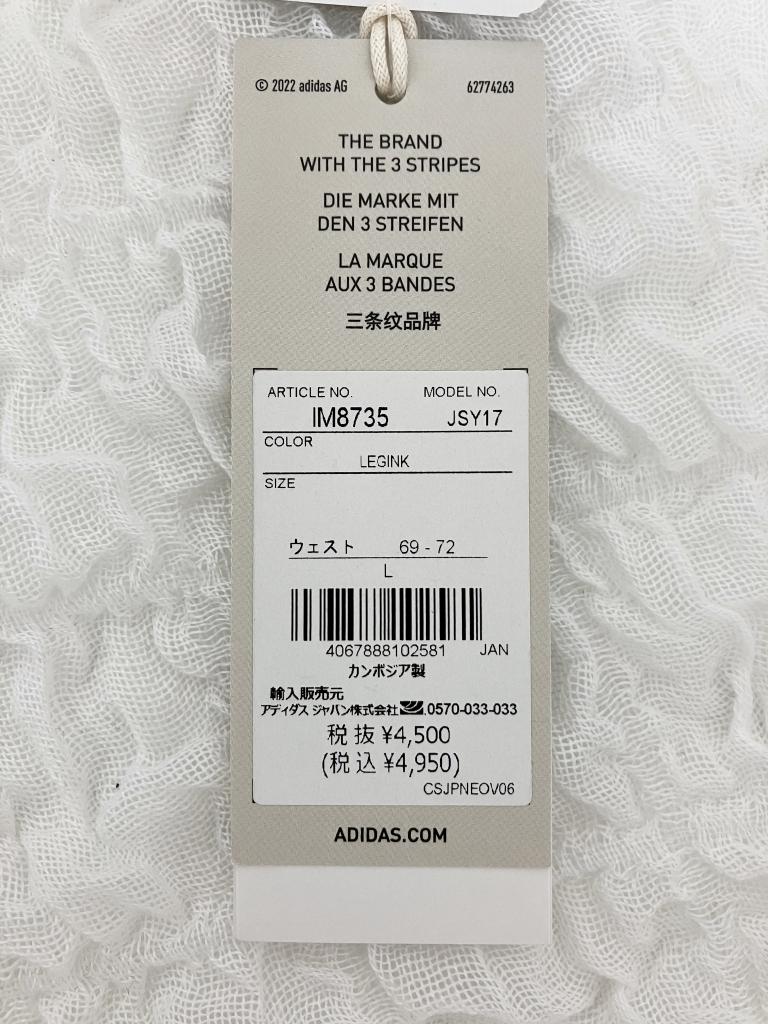 © 2022 adidas AG 62774263
THE BRAND
WITH THE 3 STRIPES
DIE MARKE MIT
DEN 3 STREIFEN
LA MARQUE
AUX 3 BANDES
三条纹品牌
ARTICLE NO. MODEL NO.
IM8735 JSY17
COLOR
LEGINK
SIZE
ウェスト 69 - 72
L
4067888102581 JAN
カンボジア製
輸入販売元
アディダス ジャパン株式会社 .0570-033-033
税抜 ¥4,500
(税込 ¥4,950)
CSJPNEOV06
ADIDAS.COM